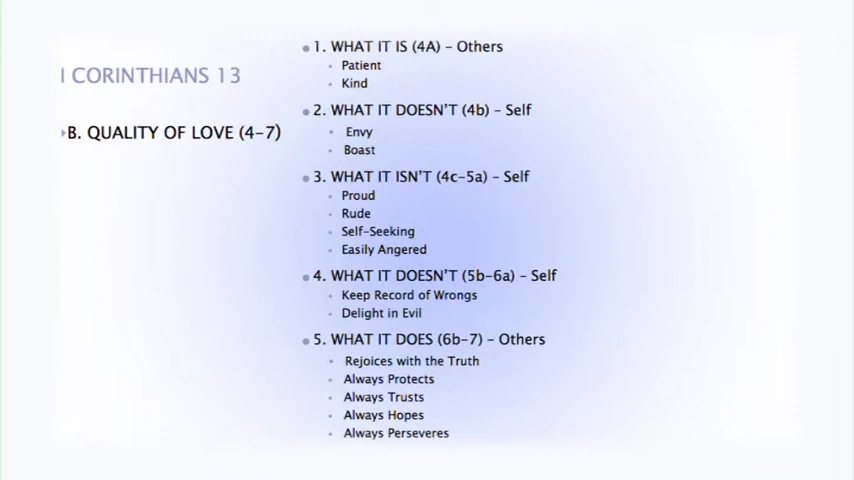 I CORINTHIANS 13
B. QUALITY OF LOVE (4-7)
1. WHAT IT IS (4A) – Others
Patient
Kind
2. WHAT IT DOESN'T (4b) – Self
Envy
Boast
3. WHAT IT ISN'T (4c-5a) – Self
Proud
Rude
Self-Seeking
Easily Angered
4. WHAT IT DOESN'T (5b-6a) – Self
Keep Record of Wrongs
Delight in Evil
5. WHAT IT DOES (6b-7) – Others
Rejoices with the Truth
Always Protects
Always Trusts
Always Hopes
Always Perseveres